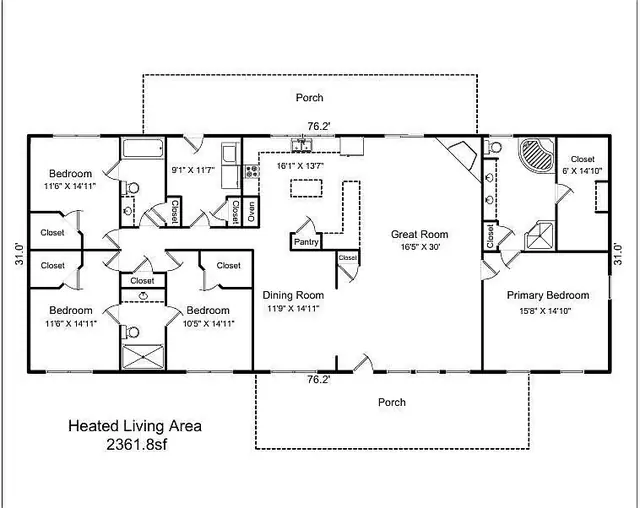 Porch
76.2'
Bedroom
11'6" X 14'11"
9'1" X 11'7"
16'1" X 13'7"
Closet
6' X 14'10"
Closet
Closet
Oven
Closet
Pantry
Great Room
16'5" X 30'
Closet
31.0'
31.0'
Closet
Closet
Closet
Closet
Bedroom
11'6" X 14'11"
Bedroom
10'5" X 14'11"
Dining Room
11'9" X 14'11"
Primary Bedroom
15'8" X 14'10"
76.2'
Porch
Heated Living Area
2361.8sf